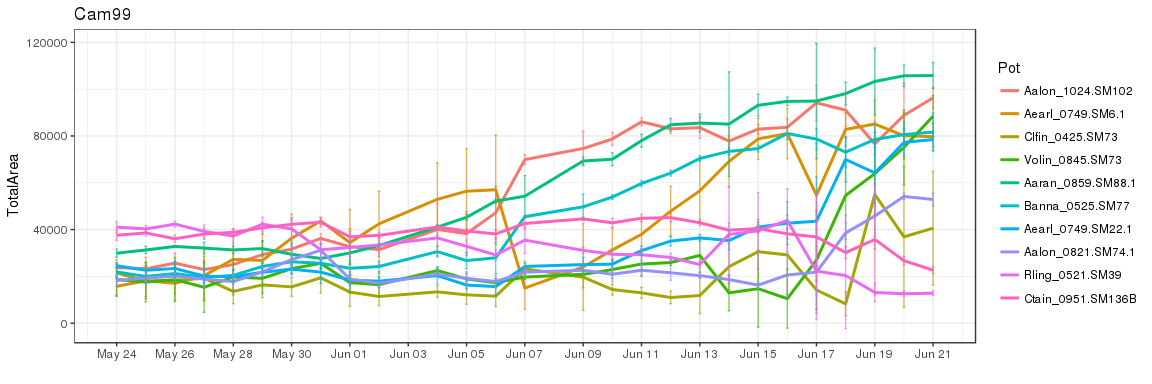 Cam99
TotalArea
120000
80000
40000
0
May 24 May 26 May 28 May 30 Jun 01 Jun 03 Jun 05 Jun 07 Jun 09 Jun 11 Jun 13 Jun 15 Jun 17 Jun 19 Jun 21
Pot
Aalon_1024.SM102
Aearl_0749.SM6.1
Clfin_0425.SM73
Volin_0845.SM73
Aaran_0859.SM88.1
Banna_0525.SM77
Aearl_0749.SM22.1
Aalon_0821.SM74.1
Rling_0521.SM39
Ctain_0951.SM136B